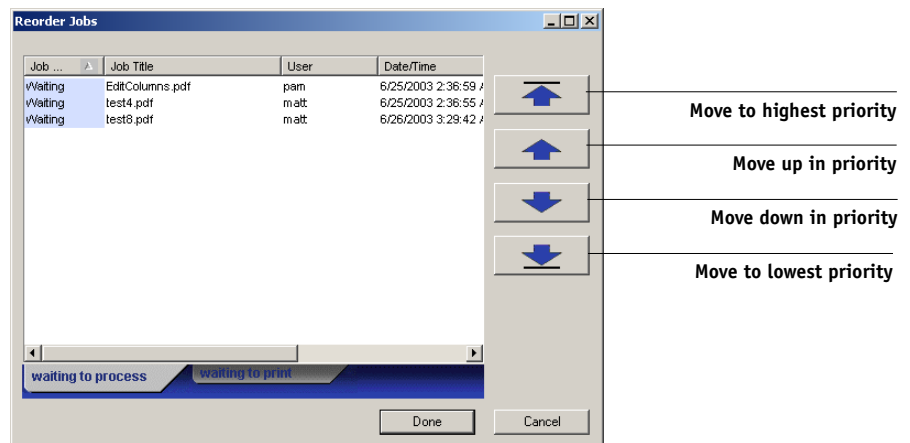 Reorder Jobs
Job ... Job Title User Date/Time
Waiting EditColumns.pdf pam 6/25/2003 2:36:59
Waiting test4.pdf matt 6/25/2003 2:36:55
Waiting test8.pdf matt 6/26/2003 3:29:42
Move to highest priority
Move up in priority
Move down in priority
Move to lowest priority
waiting to process waiting to print
Done Cancel